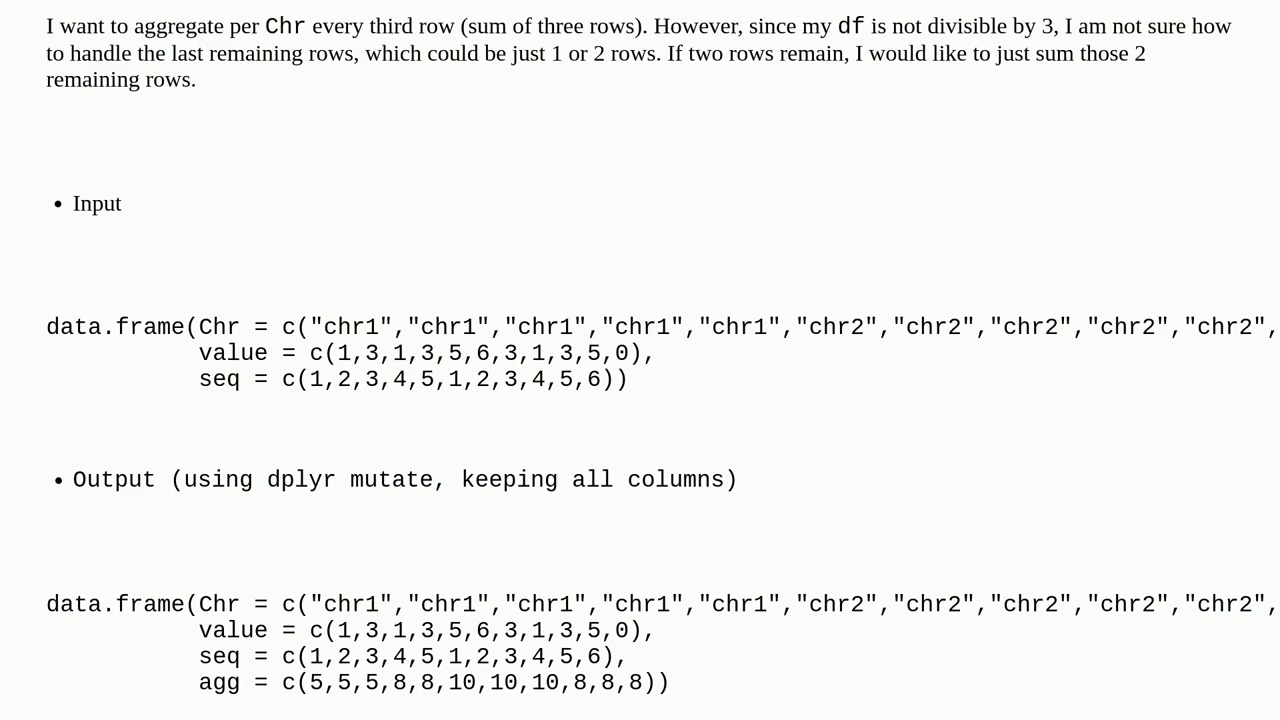 I want to aggregate per Chr every third row (sum of three rows). However, since my df is not divisible by 3, I am not sure how
to handle the last remaining rows, which could be just 1 or 2 rows. If two rows remain, I would like to just sum those 2
remaining rows.
• Input
data.frame(Chr = c("chr1","chr1","chr1","chr1","chr1","chr2","chr2","chr2","chr2","chr2",
value = c(1,3,1,3,5,6,3,1,3,5,0),
seq = c(1,2,3,4,5,1,2,3,4,5,6))
• Output (using dplyr mutate, keeping all columns)
data.frame(Chr = c("chr1","chr1","chr1","chr1","chr1","chr2","chr2","chr2","chr2","chr2",
value = c(1,3,1,3,5,6,3,1,3,5,0),
seq = c(1,2,3,4,5,1,2,3,4,5,6),
agg = c(5,5,5,8,8,10,10,10,8,8,8))